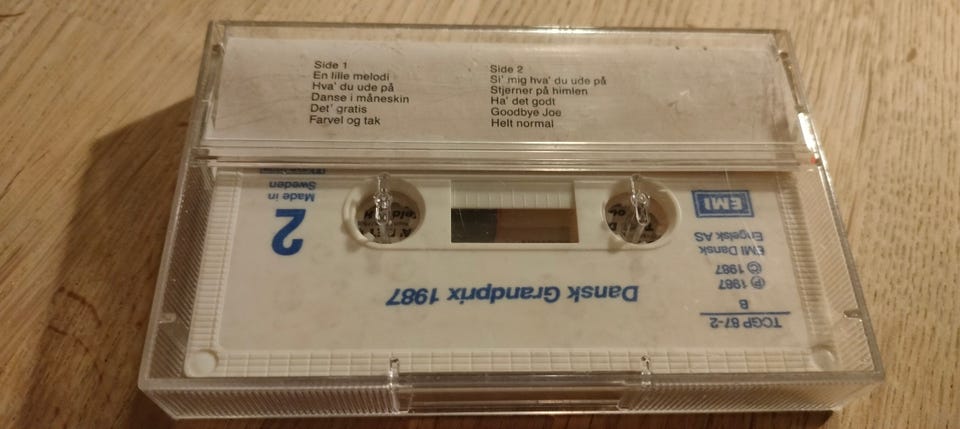 Side 1
En lille melodi
Hva' du ude på
Danse i måneskin
Det' gratis
Farvel og tak
Side 2
Si' mig hva' du ude på
Stjerner på himlen
Ha' det godt
Goodbye Joe
Helt normal
TCGP 87-2
B
Ⓟ 1987
© 1987
EMI Dansk
Engelsk AS
EMI
Dansk Grandprix 1987
2
Made in
Sweden